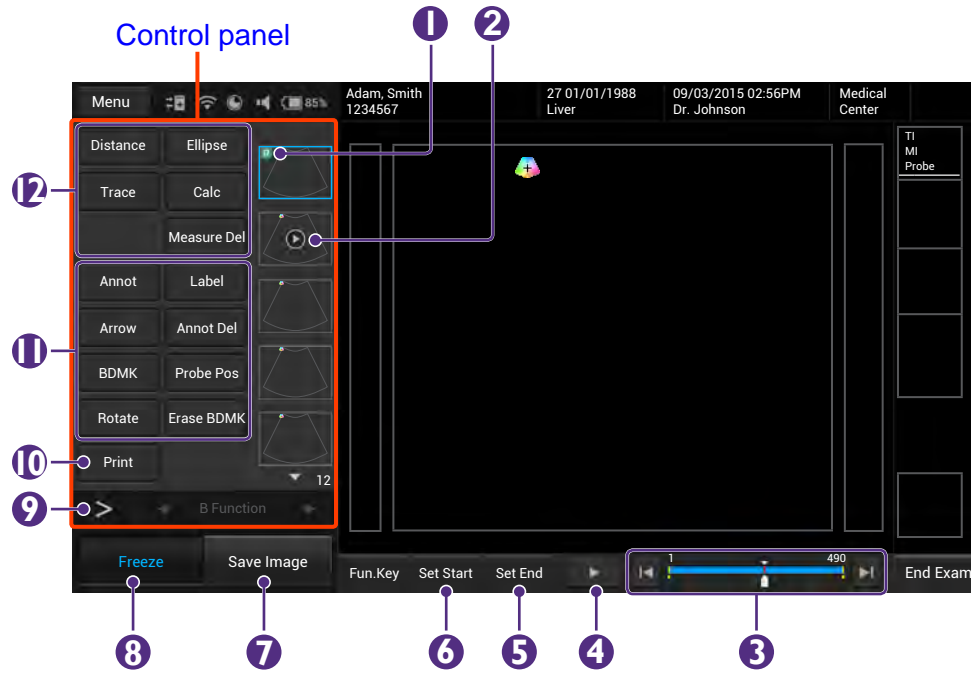 1 2
Control panel
Menu 85% Adam, Smith 27 01/01/1988 09/03/2015 02:56PM Medical
1234567 Liver Dr. Johnson Center
TI
MI
Probe
Distance Ellipse
12 Trace Calc
Measure Del
Annot Label
11 Arrow Annot Del
BDMK Probe Pos
Rotate Erase BDMK
10 Print
12
9 > B Function
1 490
Freeze Save Image Fun.Key Set Start Set End End Exam
8 7 6 5 4 3